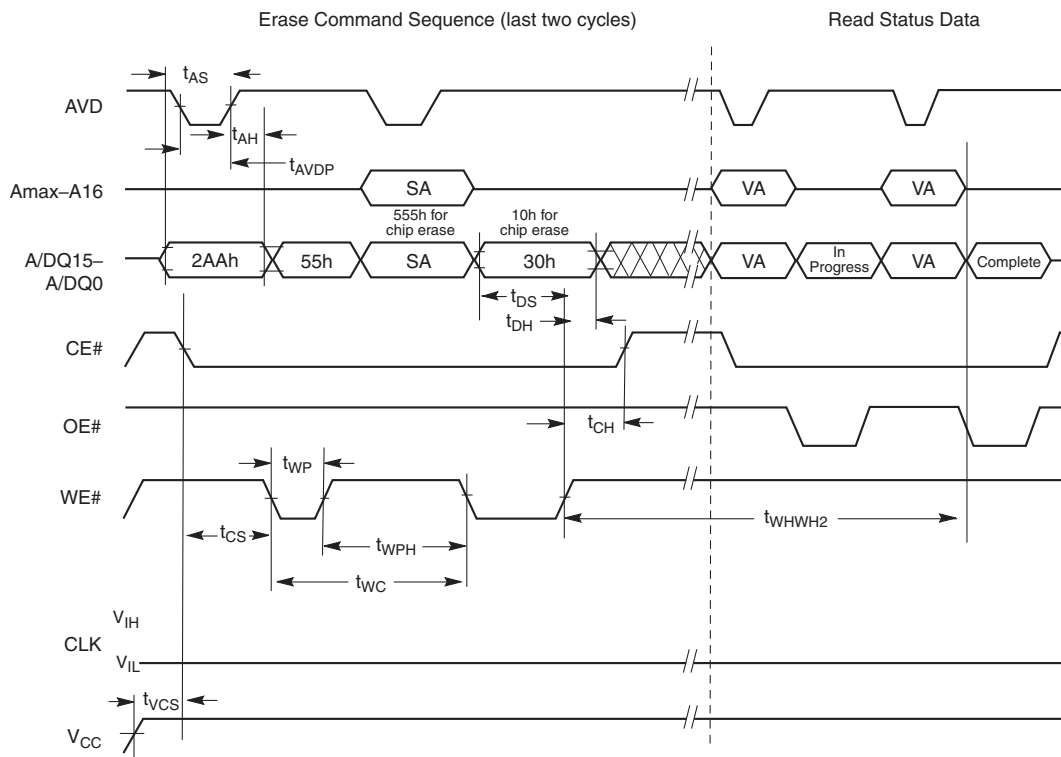 Erase Command Sequence (last two cycles)
Read Status Data
tAS
AVD
tAH
tAVDP
Amax–A16
SA
VA
VA
555h for
chip erase
10h for
chip erase
A/DQ15–
A/DQ0
2AAh
55h
SA
30h
VA
In
Progress
VA
Complete
tDS
tDH
CE#
OE#
tCH
tWP
WE#
tCS
tWPH
tWHWH2
tWC
VIH
CLK
VIL
tVCS
VCC